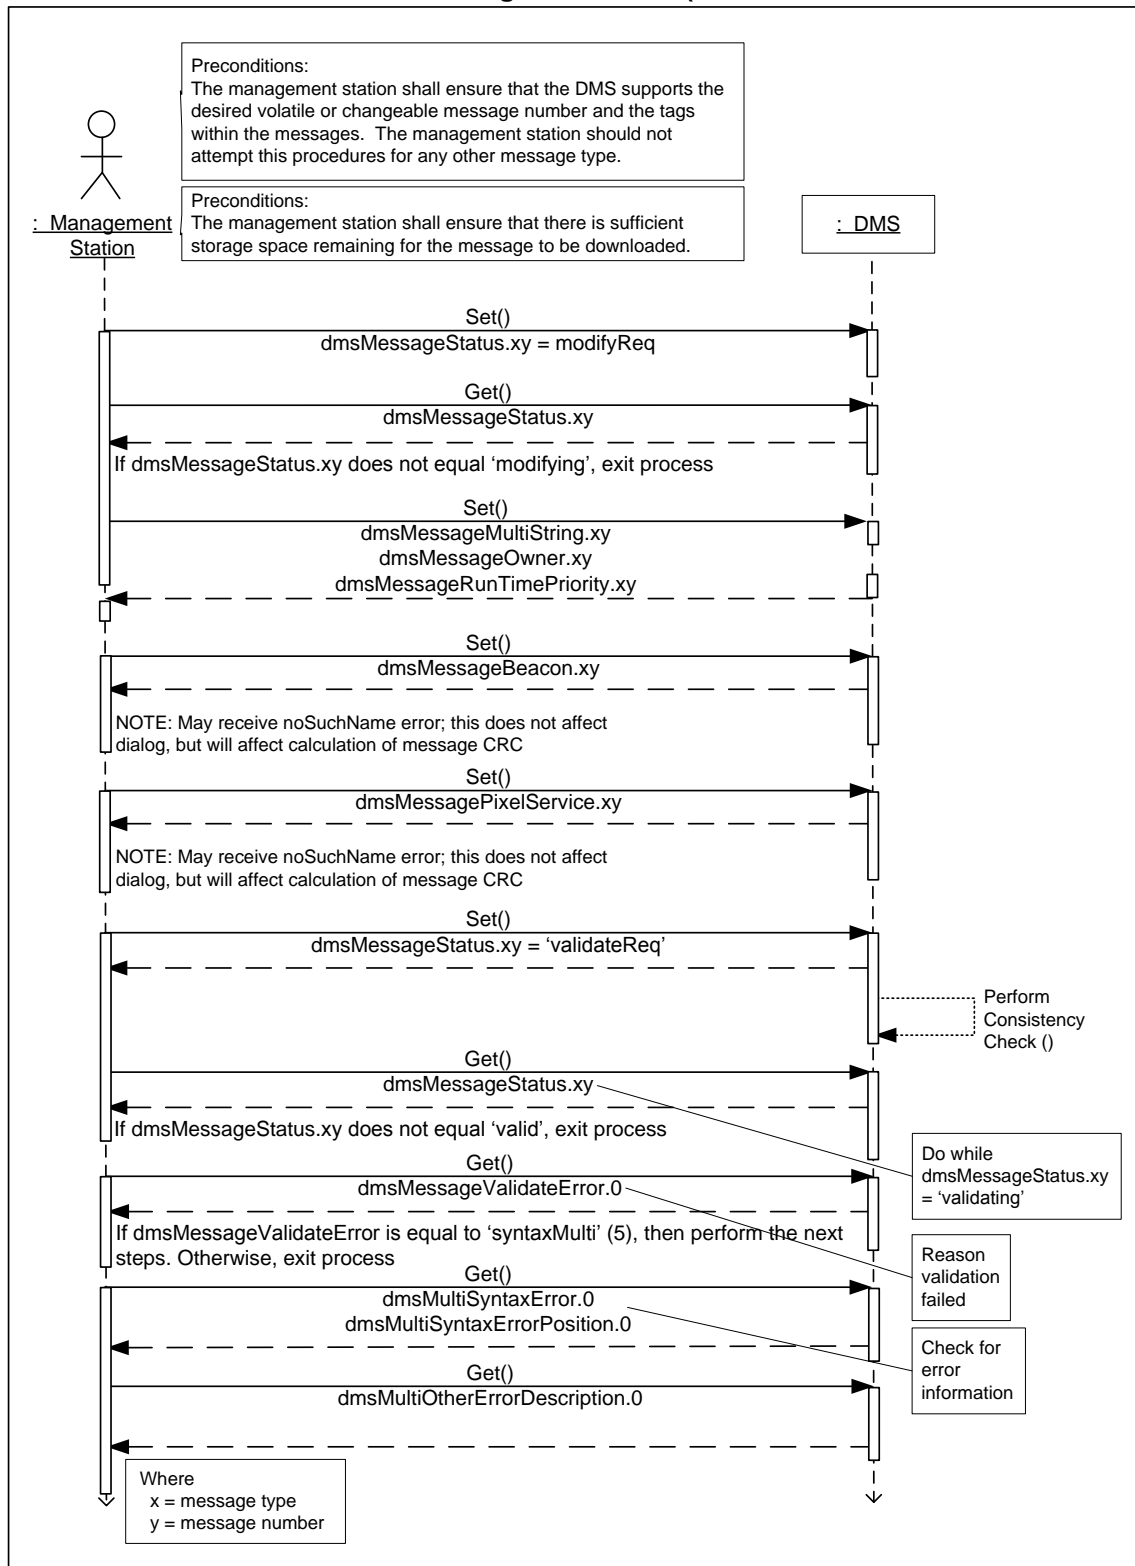 Preconditions:
The management station shall ensure that the DMS supports the
desired volatile or changeable message number and the tags
within the messages.  The management station should not
attempt this procedures for any other message type.
Preconditions:
The management station shall ensure that there is sufficient
storage space remaining for the message to be downloaded.
: Management
Station
: DMS
Set()
dmsMessageStatus.xy = modifyReq
Get()
dmsMessageStatus.xy
If dmsMessageStatus.xy does not equal ‘modifying’, exit process
Set()
dmsMessageMultiString.xy
dmsMessageOwner.xy
dmsMessageRunTimePriority.xy
Set()
dmsMessageBeacon.xy
NOTE: May receive noSuchName error; this does not affect
dialog, but will affect calculation of message CRC
Set()
dmsMessagePixelService.xy
NOTE: May receive noSuchName error; this does not affect
dialog, but will affect calculation of message CRC
Set()
dmsMessageStatus.xy = ‘validateReq’
Perform
Consistency
Check ()
Get()
dmsMessageStatus.xy
If dmsMessageStatus.xy does not equal ‘valid’, exit process
Do while
dmsMessageStatus.xy
= ‘validating’
Get()
dmsMessageValidateError.0
If dmsMessageValidateError is equal to ‘syntaxMulti’ (5), then perform the next
steps. Otherwise, exit process
Reason
validation
failed
Get()
dmsMultiSyntaxError.0
dmsMultiSyntaxErrorPosition.0
Check for
error
information
Get()
dmsMultiOtherErrorDescription.0
Where
x = message type
y = message number